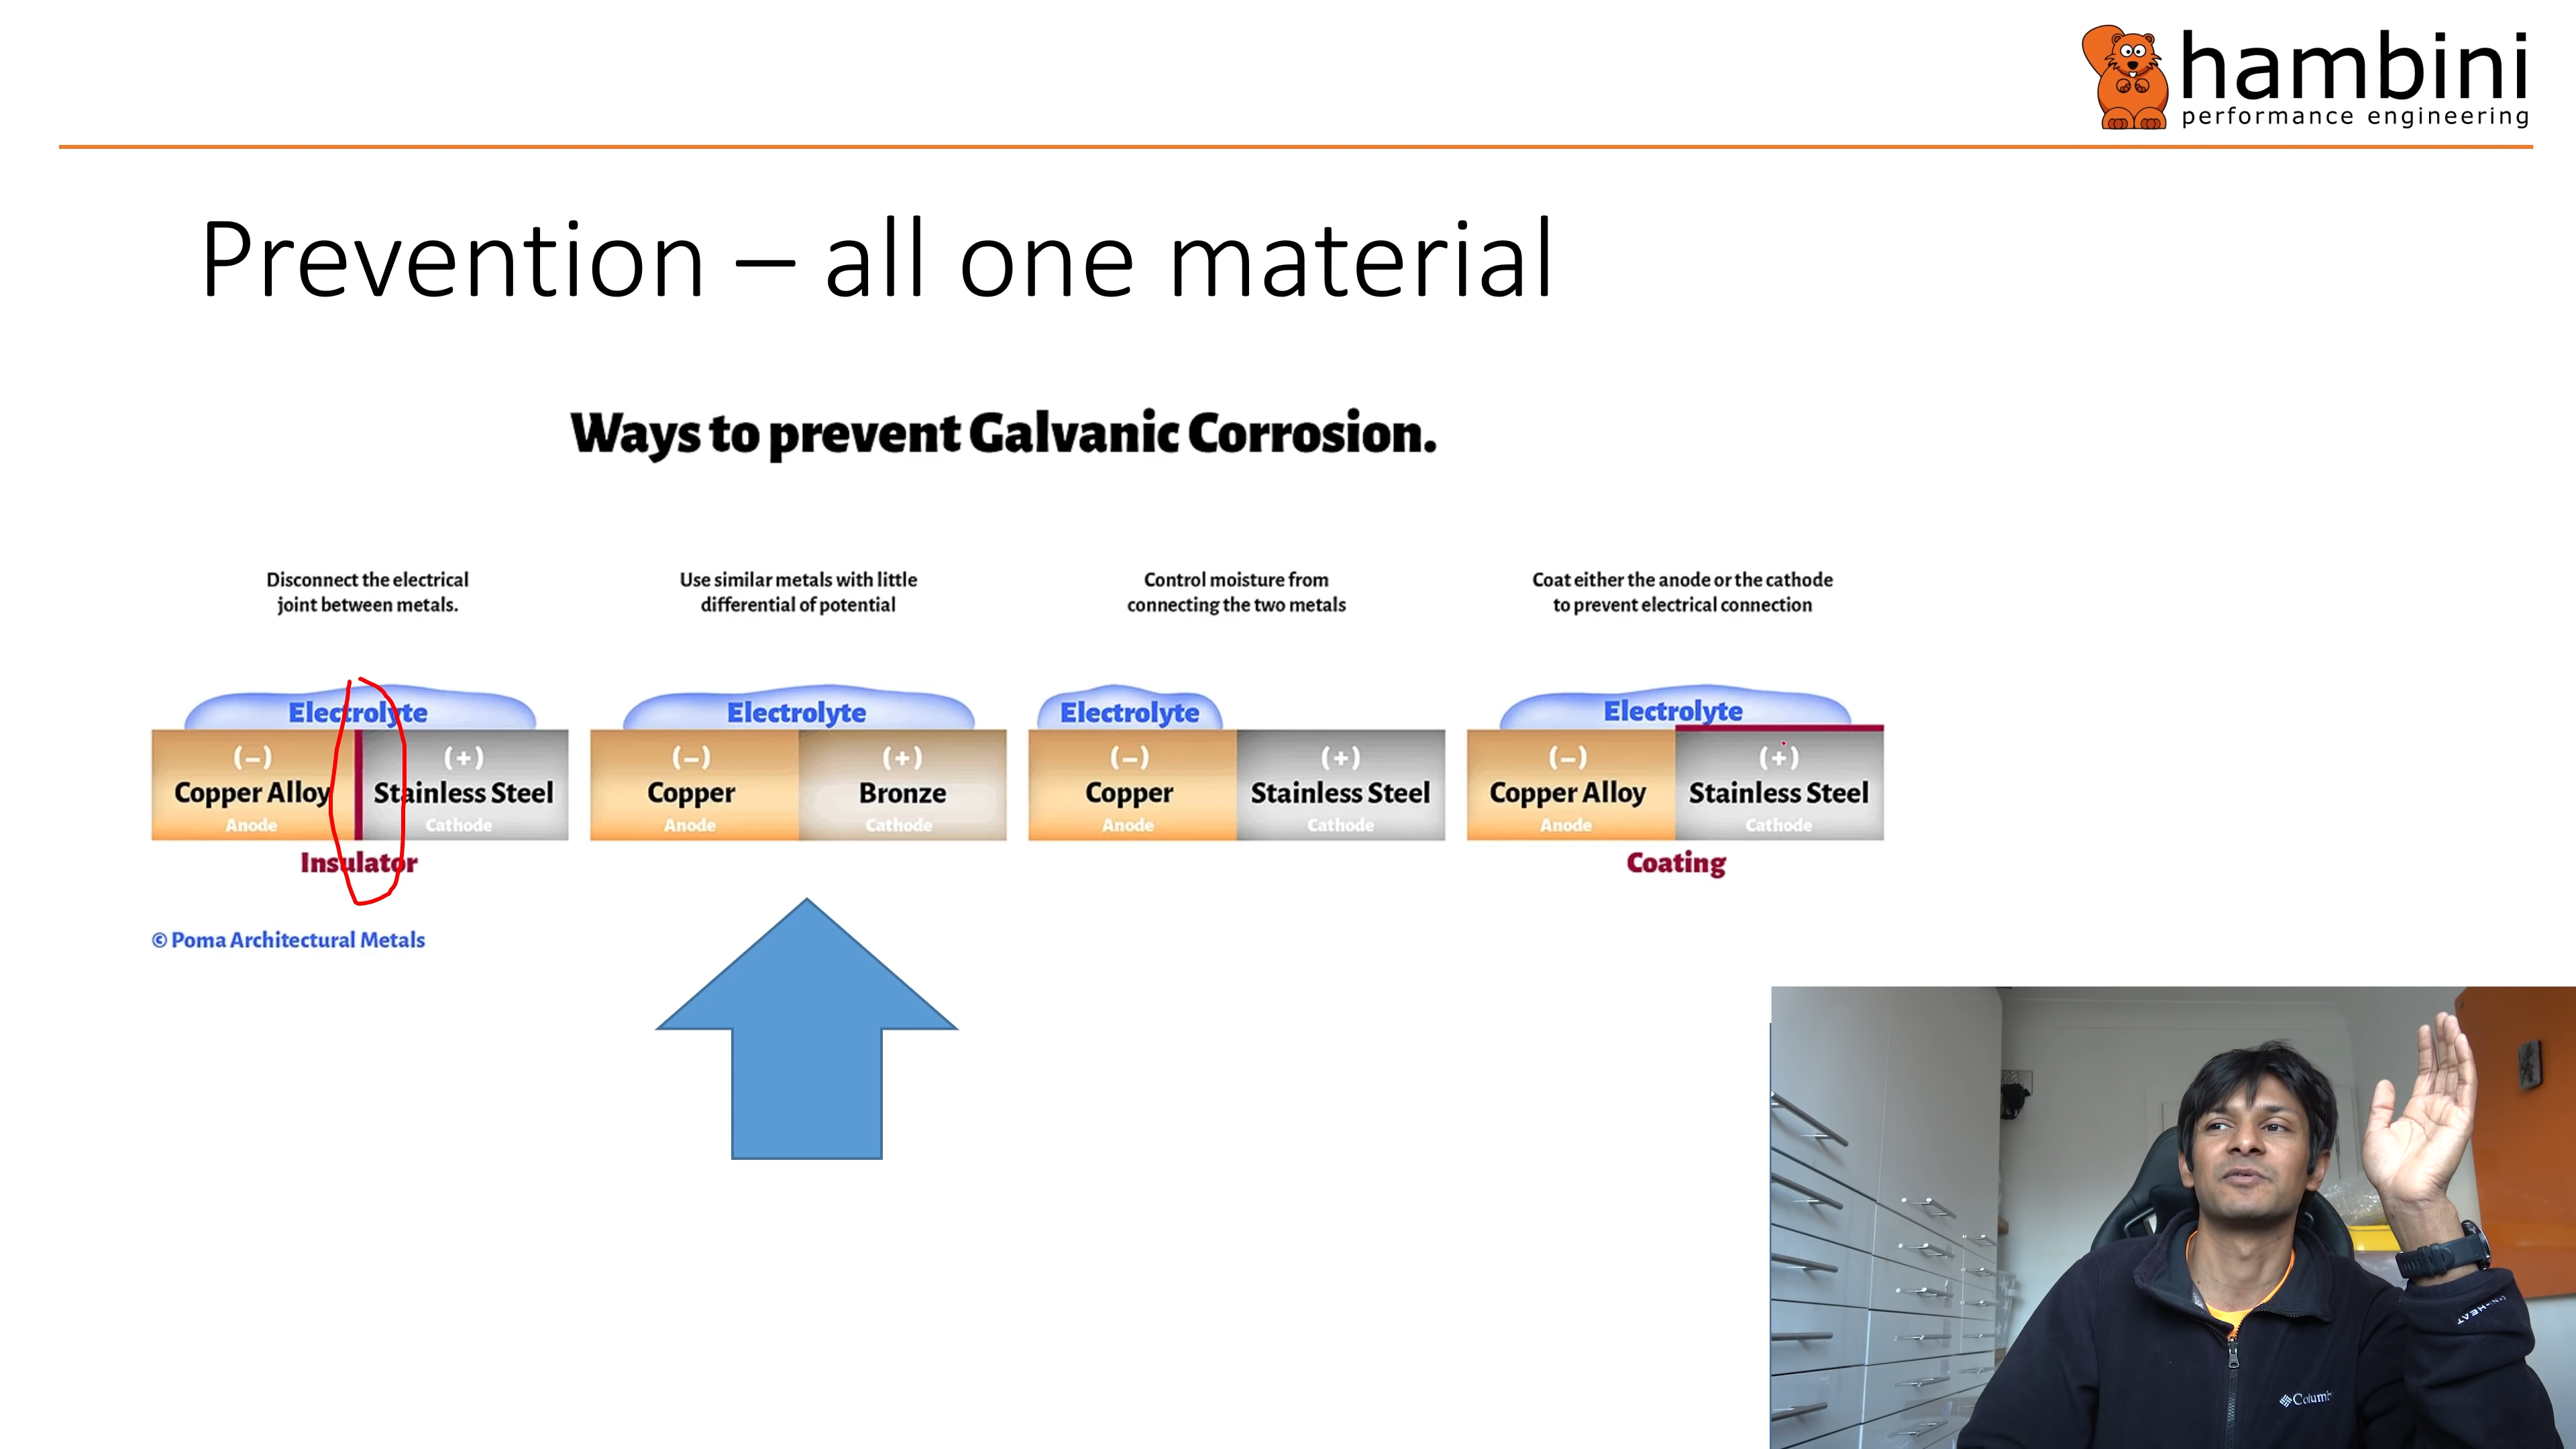 hambini
performance engineering
Prevention – all one material
Ways to prevent Galvanic Corrosion.
Disconnect the electrical
joint between metals.
Use similar metals with little
differential of potential
Control moisture from
connecting the two metals
Coat either the anode or the cathode
to prevent electrical connection
Electrolyte
(–)
Copper Alloy
Anode
(+)
Stainless Steel
Cathode
Insulator
Electrolyte
(–)
Copper
Anode
(+)
Bronze
Cathode
Electrolyte
(–)
Copper
Anode
(+)
Stainless Steel
Cathode
Electrolyte
(–)
Copper Alloy
Anode
(+)
Stainless Steel
Cathode
Coating
© Poma Architectural Metals
Columb